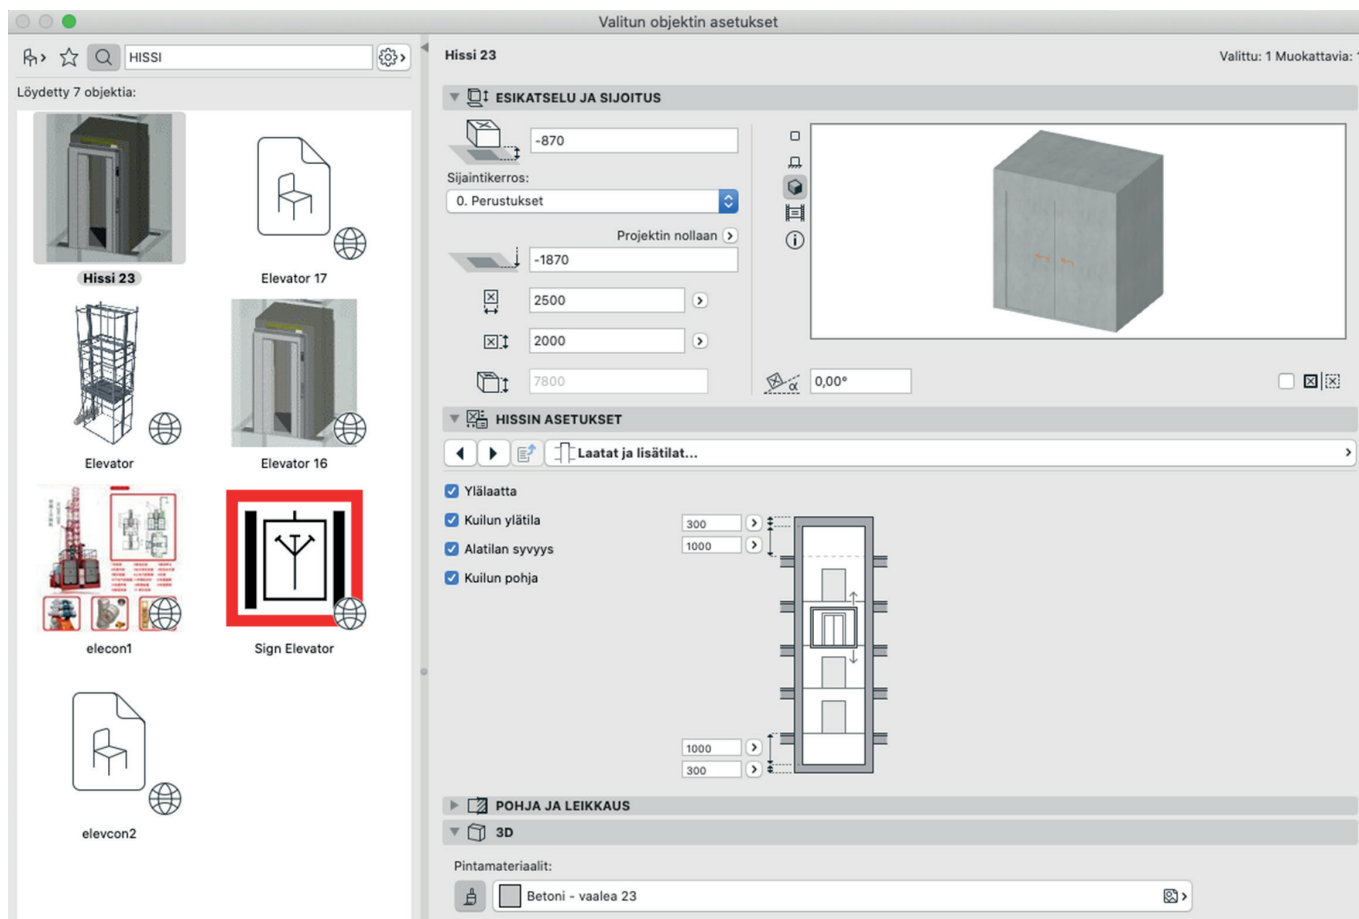 Valitun objektin asetukset
HISSI
Löydetty 7 objektia:
Hissi 23
Elevator 17
Elevator
Elevator 16
elecon1
Sign Elevator
elevcon2
Hissi 23
Valittu: 1 Muokattavia: 1
ESIKATSELU JA SIJOITUS
-870
Sijaintikerros:
0. Perustukset
Projektin nollaan
-1870
2500
2000
7800
α 0,00°
HISSIN ASETUKSET
Laatat ja lisätilat...
Ylälaatta
Kuilun ylätila
Alatilan syvyys
Kuilun pohja
300
1000
1000
300
POHJA JA LEIKKAUS
3D
Pintamateriaalit:
Betoni - vaalea 23